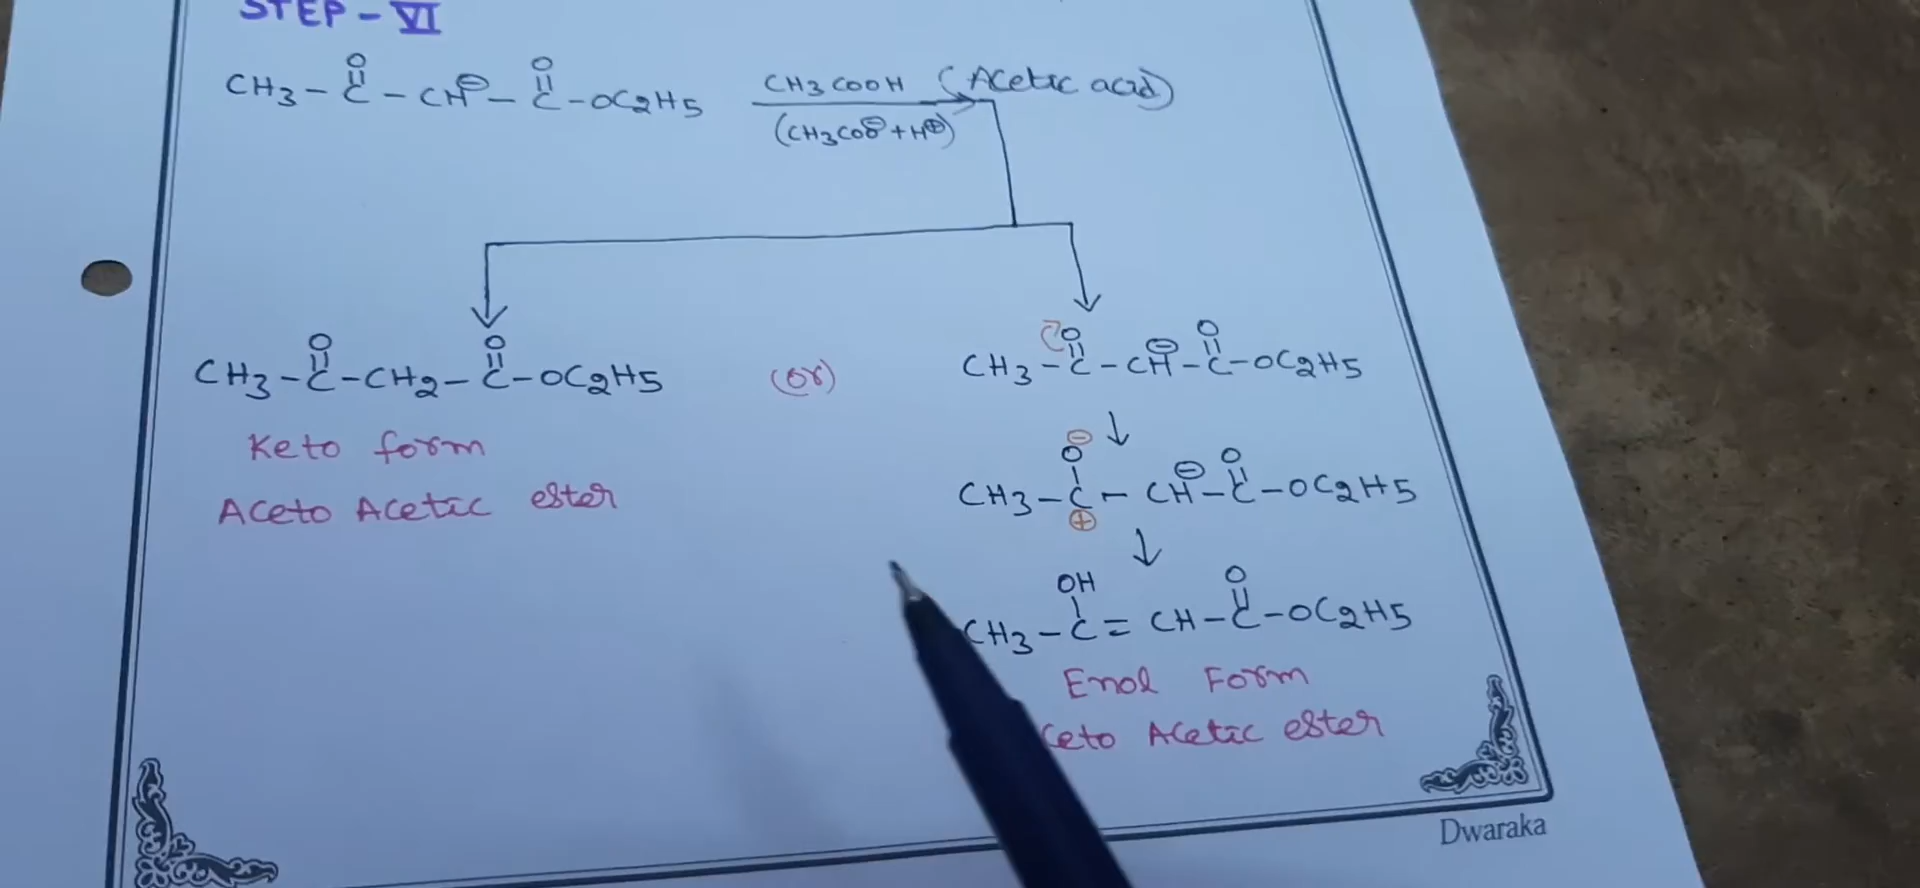 STEP-VI
O O
CH3-C-CH⊖-C-OC2H5 CH3COOH (Acetic acid)
(CH3COO⊖+H⊕)
O O
CH3-C-CH2-C-OC2H5
Keto form
Aceto Acetic ester
(or)
O ⊖ O
CH3-C-CH-C-OC2H5
↓
⊖
O ⊖ O
CH3-C-CH-C-OC2H5
⊕
↓
OH O
CH3-C=CH-C-OC2H5
Enol Form
ceto Acetic ester
Dwaraka